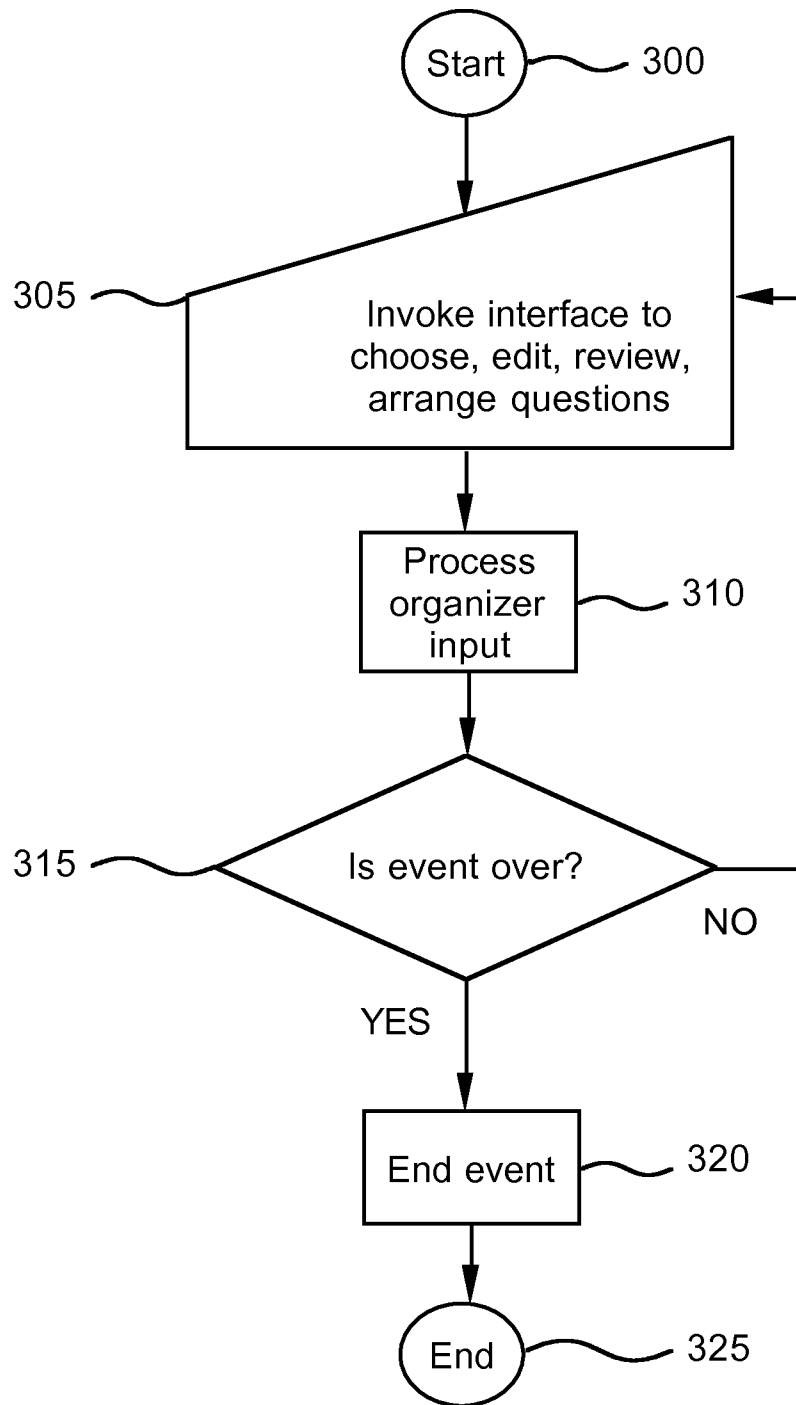 Start
300
305
Invoke interface to
choose, edit, review,
arrange questions
Process
organizer
input
310
315
Is event over?
NO
YES
End event
320
End
325